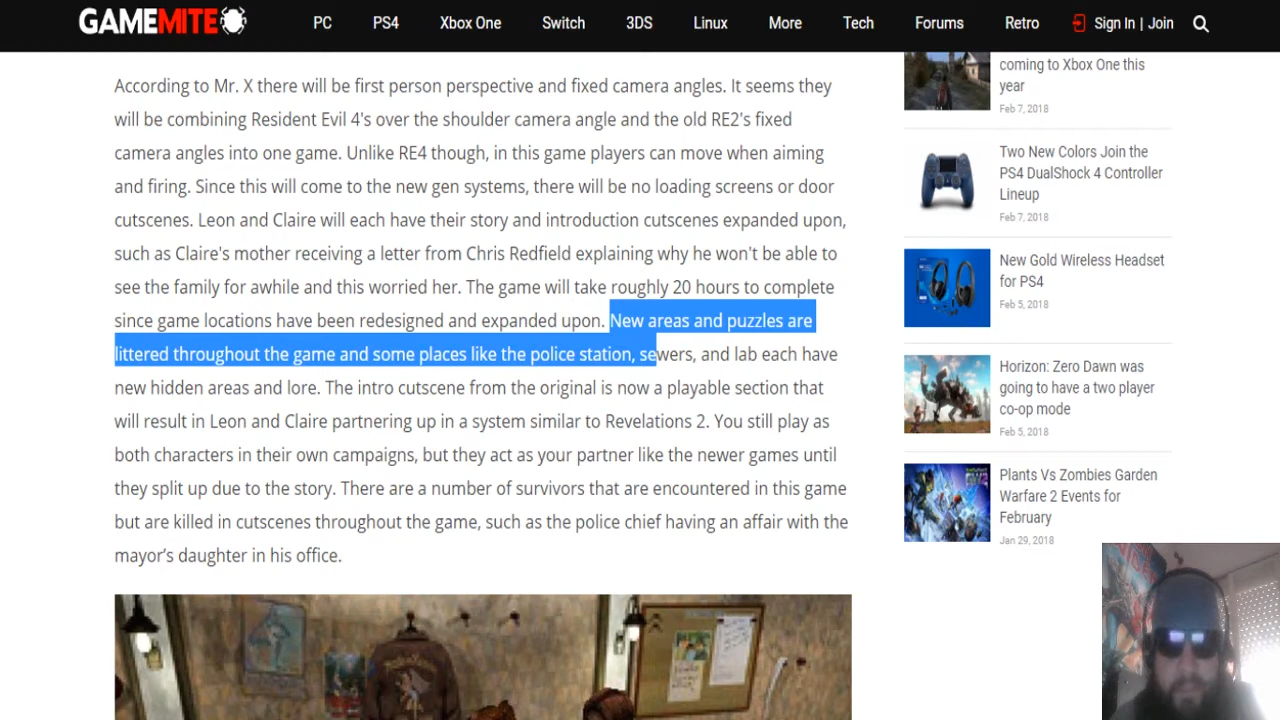 GAMEMITE
PC
PS4
Xbox One
Switch
3DS
Linux
More
Tech
Forums
Retro
Sign In | Join
According to Mr. X there will be first person perspective and fixed camera angles. It seems they
will be combining Resident Evil 4's over the shoulder camera angle and the old RE2's fixed
camera angles into one game. Unlike RE4 though, in this game players can move when aiming
and firing. Since this will come to the new gen systems, there will be no loading screens or door
cutscenes. Leon and Claire will each have their story and introduction cutscenes expanded upon,
such as Claire's mother receiving a letter from Chris Redfield explaining why he won't be able to
see the family for awhile and this worried her. The game will take roughly 20 hours to complete
since game locations have been redesigned and expanded upon. New areas and puzzles are
littered throughout the game and some places like the police station, sewers, and lab each have
new hidden areas and lore. The intro cutscene from the original is now a playable section that
will result in Leon and Claire partnering up in a system similar to Revelations 2. You still play as
both characters in their own campaigns, but they act as your partner like the newer games until
they split up due to the story. There are a number of survivors that are encountered in this game
but are killed in cutscenes throughout the game, such as the police chief having an affair with the
mayor's daughter in his office.
coming to Xbox One this
year
Feb 7, 2018
Two New Colors Join the
PS4 DualShock 4 Controller
Lineup
Feb 7, 2018
New Gold Wireless Headset
for PS4
Feb 5, 2018
Horizon: Zero Dawn was
going to have a two player
co-op mode
Feb 5, 2018
Plants Vs Zombies Garden
Warfare 2 Events for
February
Jan 29, 2018